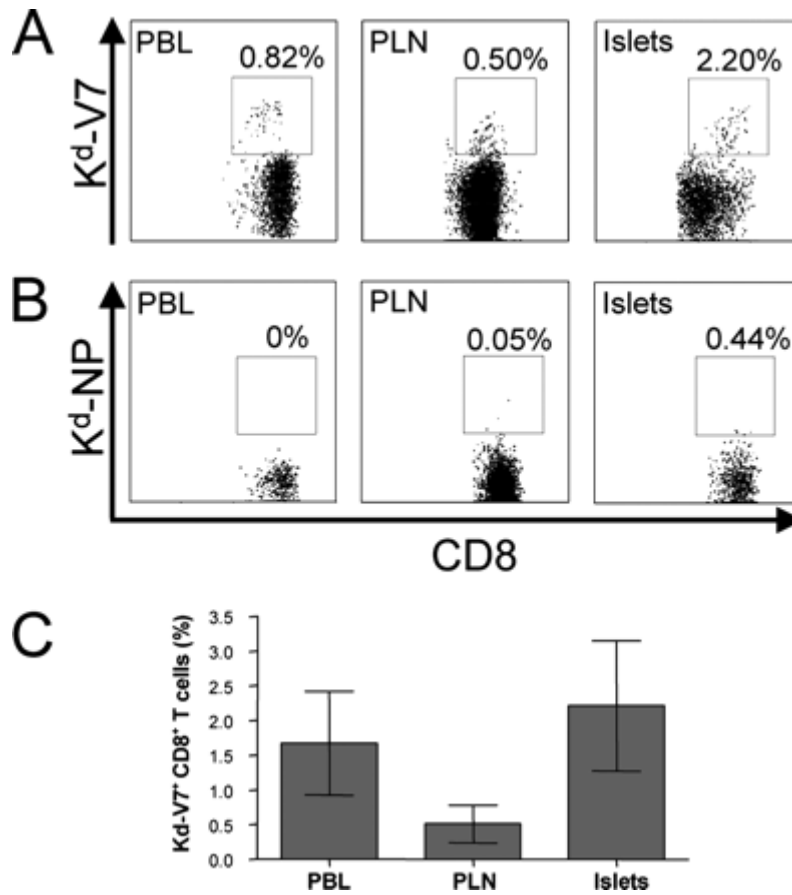 A
PBL
0.82%
PLN
0.50%
Islets
2.20%
Kᵈ-V7
B
PBL
0%
PLN
0.05%
Islets
0.44%
Kᵈ-NP
CD8
C
Kd-V7⁺ CD8⁺ T cells (%)
3.5
3.0
2.5
2.0
1.5
1.0
0.5
0.0
PBL
PLN
Islets